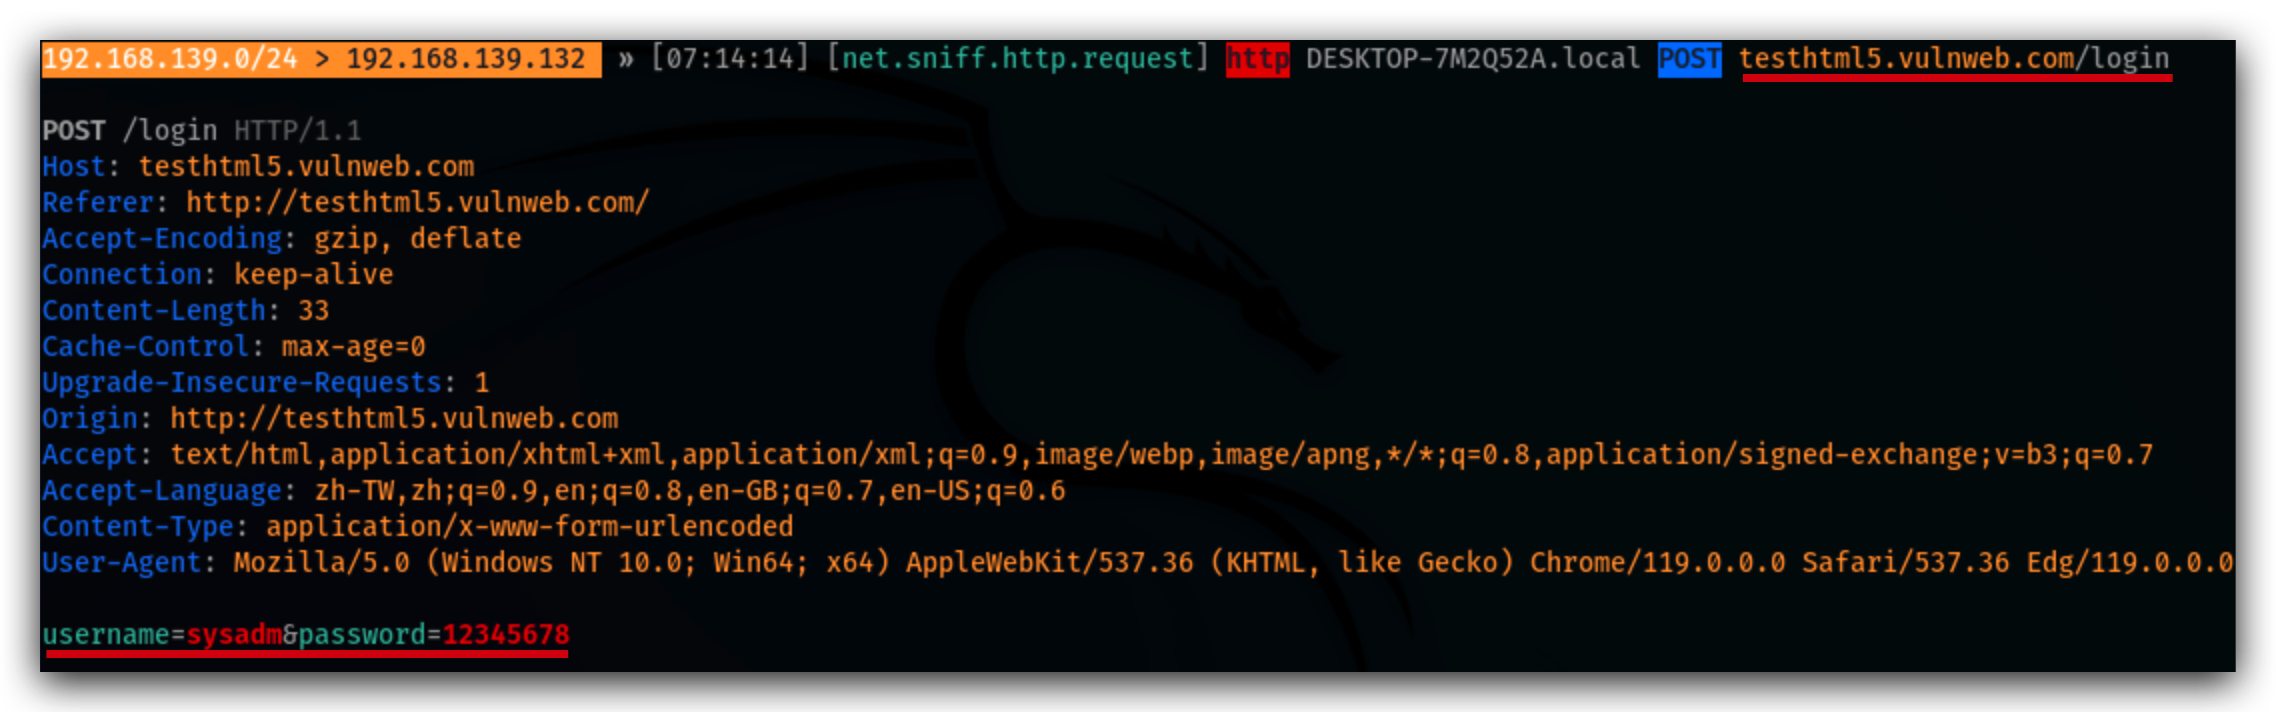 192.168.139.0/24 > 192.168.139.132 » [07:14:14] [net.sniff.http.request] http DESKTOP-7M2Q52A.local POST testhtml5.vulnweb.com/login
POST /login HTTP/1.1
Host: testhtml5.vulnweb.com
Referer: http://testhtml5.vulnweb.com/
Accept-Encoding: gzip, deflate
Connection: keep-alive
Content-Length: 33
Cache-Control: max-age=0
Upgrade-Insecure-Requests: 1
Origin: http://testhtml5.vulnweb.com
Accept: text/html,application/xhtml+xml,application/xml;q=0.9,image/webp,image/apng,*/*;q=0.8,application/signed-exchange;v=b3;q=0.7
Accept-Language: zh-TW,zh;q=0.9,en;q=0.8,en-GB;q=0.7,en-US;q=0.6
Content-Type: application/x-www-form-urlencoded
User-Agent: Mozilla/5.0 (Windows NT 10.0; Win64; x64) AppleWebKit/537.36 (KHTML, like Gecko) Chrome/119.0.0.0 Safari/537.36 Edg/119.0.0.0
username=sysadm&password=12345678